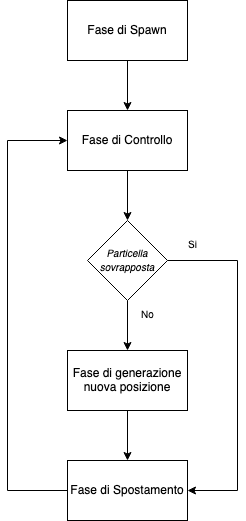 Fase di Spawn
Fase di Controllo
Particella
sovrapposta
Si
No
Fase di generazione
nuova posizione
Fase di Spostamento